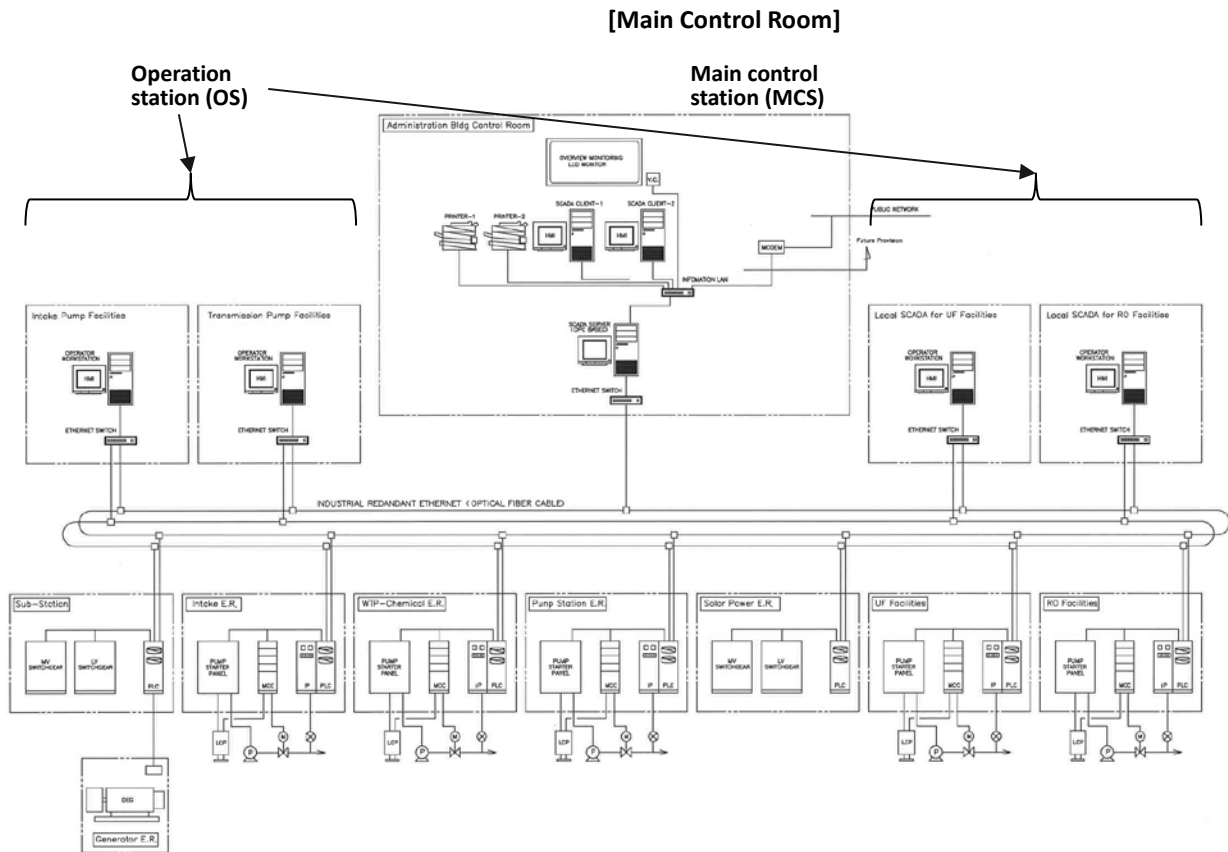 [Main Control Room]
Operation
station (OS)
Main control
station (MCS)
Administration Bldg Control Room
OVERVIEW MONITORING
LCD MONITOR
V.C.
PRINTER-1
PRINTER-2
SCADA CLIENT-1
SCADA CLIENT-2
HMI
HMI
PUBLIC NETWORK
MODEM
Future Provision
INFOMATION LAN
SCADA SERVER
(OPC BASED)
ETHERNET SWITCH
Intake Pump Facilities
OPERATOR
WORKSTATION
HMI
ETHERNET SWITCH
Transmission Pump Facilities
OPERATOR
WORKSTATION
HMI
ETHERNET SWITCH
Local SCADA for UF Facilities
OPERATOR
WORKSTATION
HMI
ETHERNET SWITCH
Local SCADA for RO Facilities
OPERATOR
WORKSTATION
HMI
ETHERNET SWITCH
INDUSTRIAL REDANDANT ETHERNET (OPTICAL FIBER CABLE)
Sub-Station
MV
SWITCHGEAR
LV
SWITCHGEAR
PLC
Intake E.R.
PUMP
STARTER
PANEL
MCC
IP
PLC
LCP
P
M
WTP-Chemical E.R.
PUMP
STARTER
PANEL
MCC
IP
PLC
LCP
P
M
Pump Station E.R.
PUMP
STARTER
PANEL
MCC
IP
PLC
LCP
P
M
Solar Power E.R.
MV
SWITCHGEAR
LV
SWITCHGEAR
PLC
UF Facilities
PUMP
STARTER
PANEL
MCC
IP
PLC
LCP
P
M
RO Facilities
PUMP
STARTER
PANEL
MCC
IP
PLC
LCP
P
M
DEG
Generator E.R.